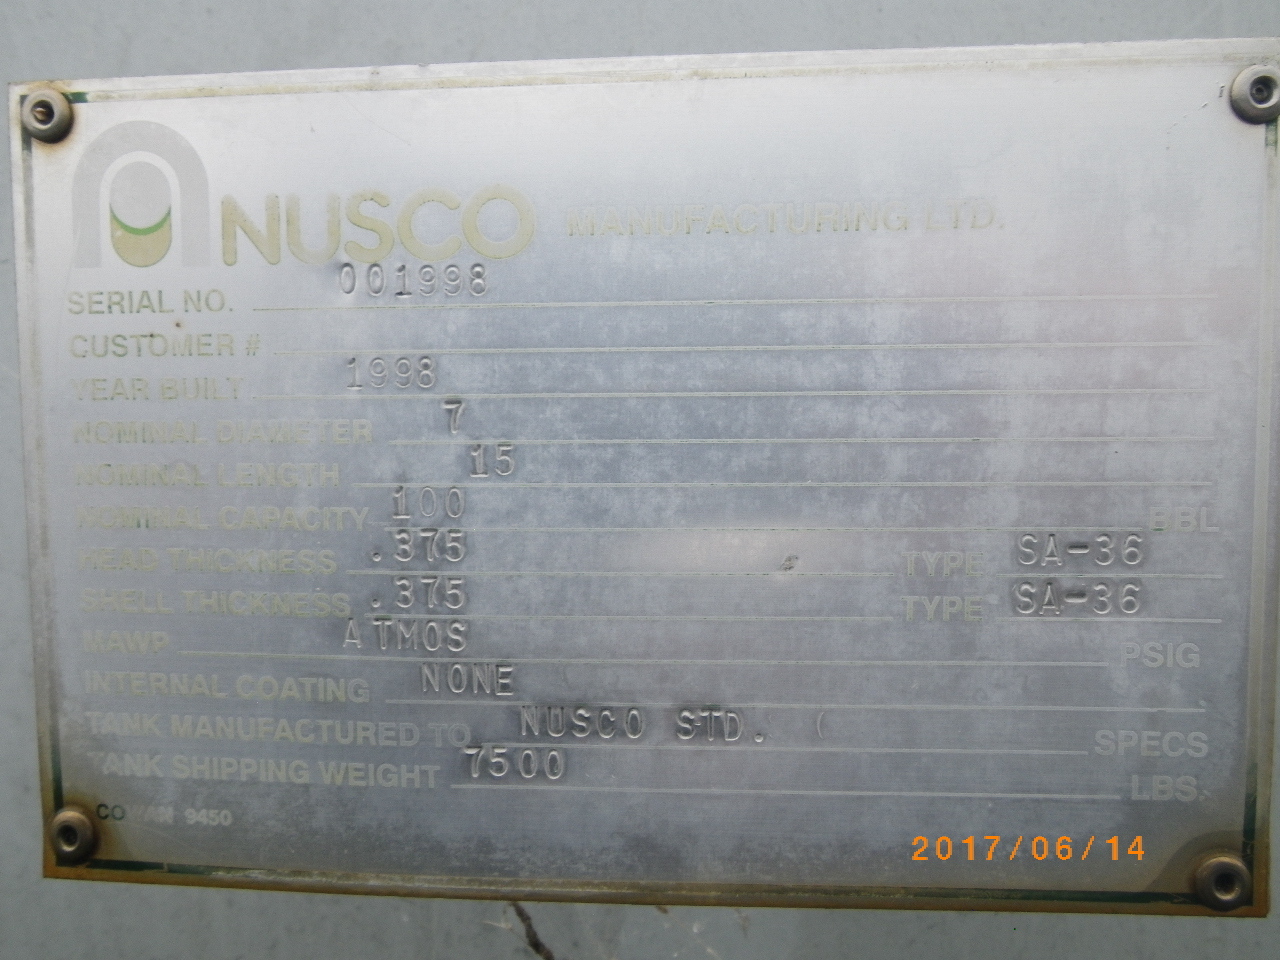 NUSCO MANUFACTURING LTD.
SERIAL NO. 001998
CUSTOMER #
YEAR BUILT 1998
NOMINAL DIAMETER 7
NOMINAL LENGTH 15
NOMINAL CAPACITY 100 BBL
HEAD THICKNESS .375 TYPE SA-36
SHELL THICKNESS .375 TYPE SA-36
MAWP ATMOS PSIG
INTERNAL COATING NONE
TANK MANUFACTURED TO NUSCO STD. SPECS
TANK SHIPPING WEIGHT 7500 LBS.
COWAN 9450
2017/06/14